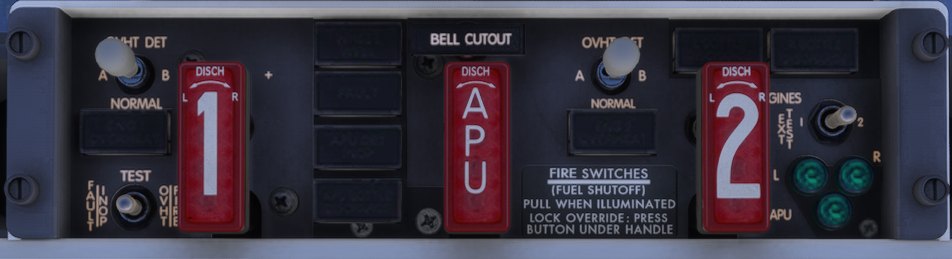 OVHT DET
A B
NORMAL
TEST
FAULT
INOP
OVHT
FIRE
DISCH
L R
1
BELL CUTOUT
DISCH
APU
OVHT DET
A B
NORMAL
FIRE SWITCHES
(FUEL SHUTOFF)
PULL WHEN ILLUMINATED
LOCK OVERRIDE: PRESS
BUTTON UNDER HANDLE
DISCH
L R
2
GINES
EXT
TEST
1 2
L R
APU